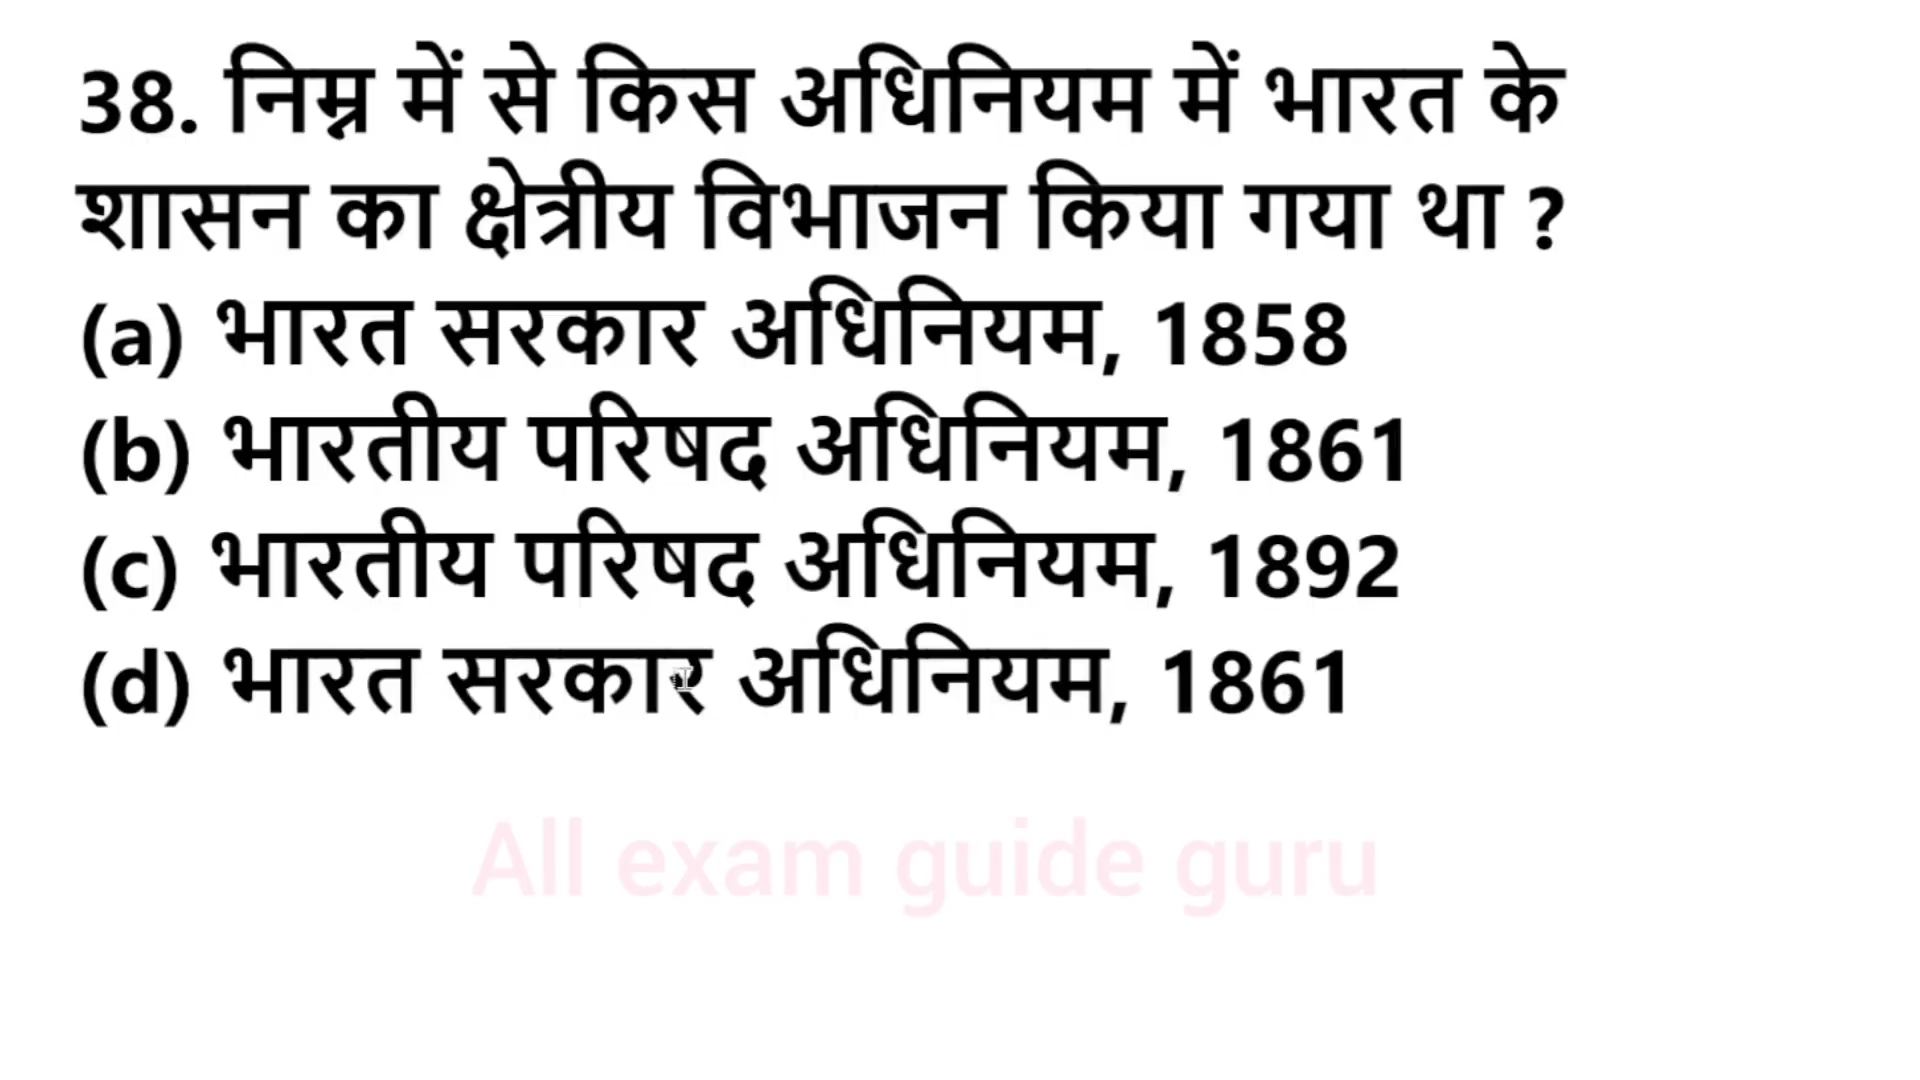 38. निम्न में से किस अधिनियम में भारत के
शासन का क्षेत्रीय विभाजन किया गया था ?
(a) भारत सरकार अधिनियम, 1858
(b) भारतीय परिषद अधिनियम, 1861
(c) भारतीय परिषद अधिनियम, 1892
(d) भारत सरकार अधिनियम, 1861
All exam guide guru